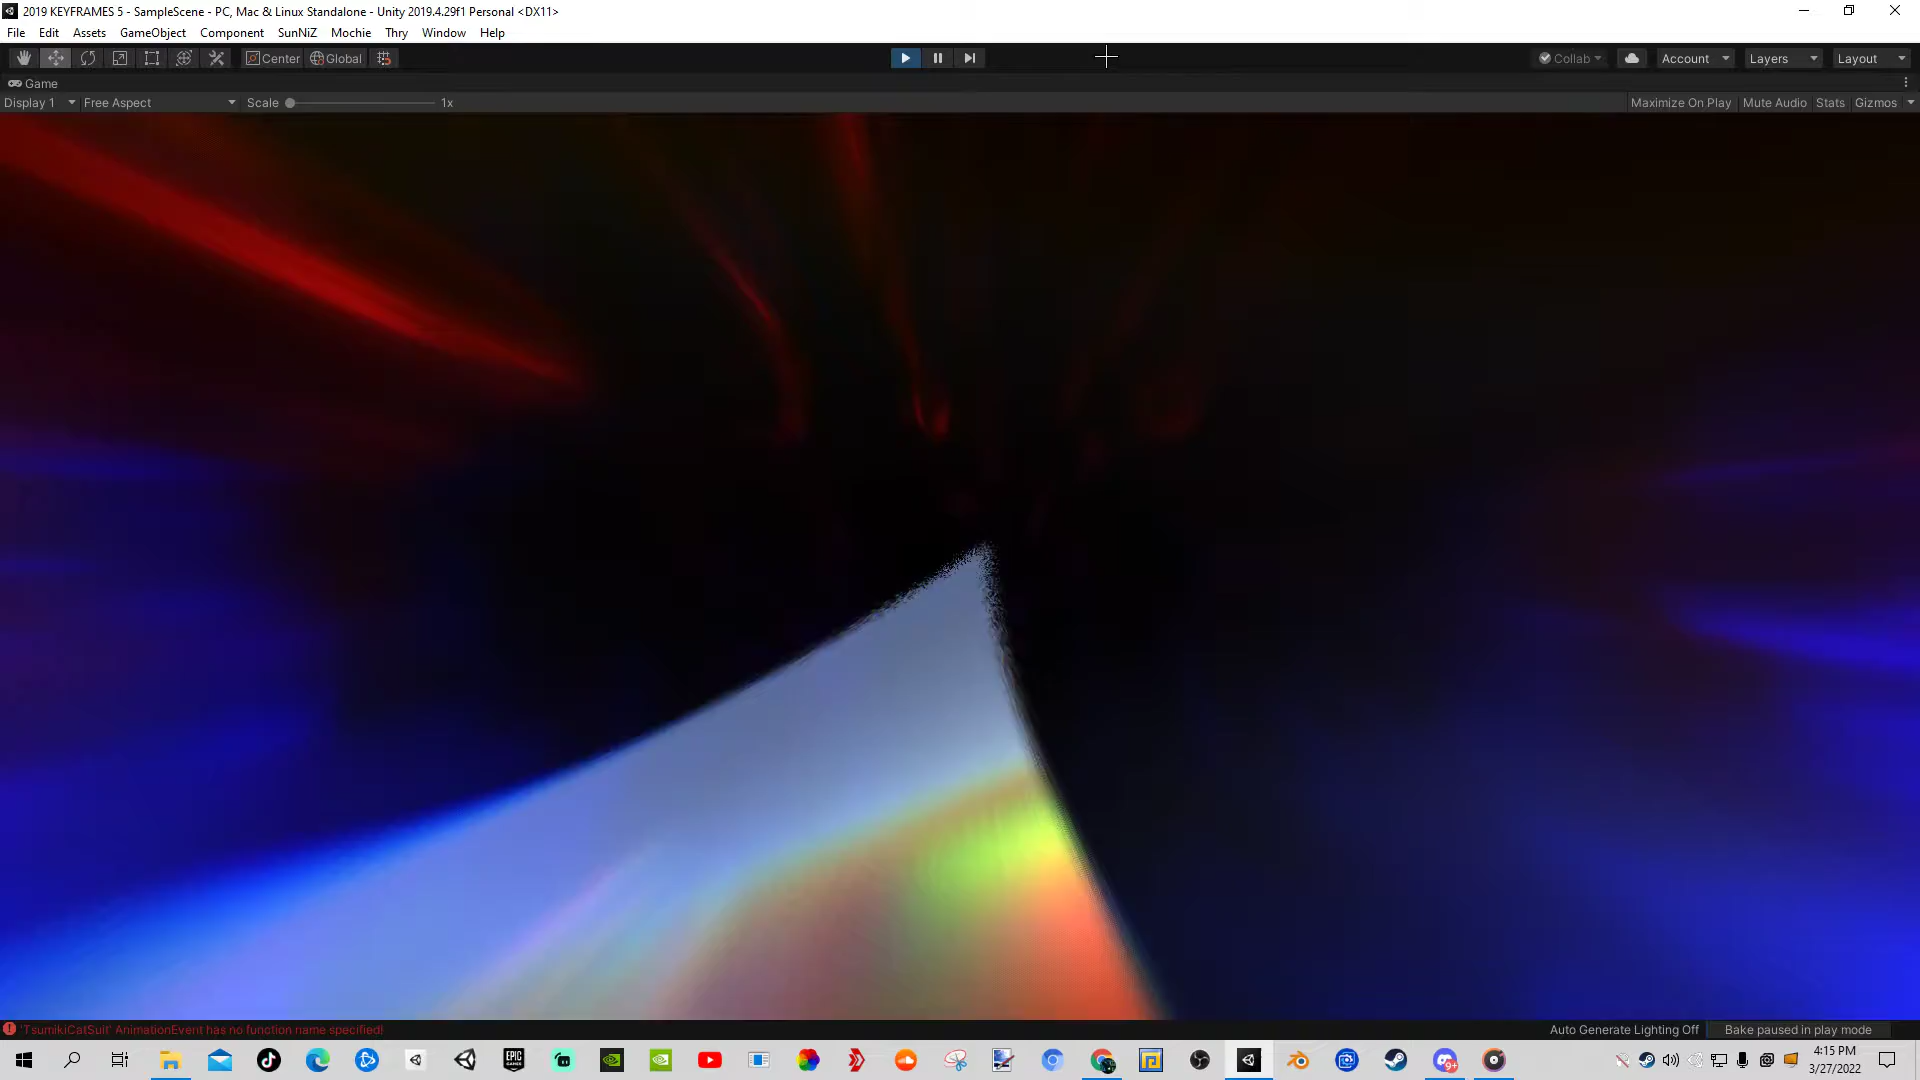 2019 KEYFRAMES 5 - SampleScene - PC, Mac & Linux Standalone - Unity 2019.4.29f1 Personal <DX11>
File Edit Assets GameObject Component SunNiZ Mochie Thry Window Help
Center Global Collab Account Layers Layout
Game
Display 1 Free Aspect Scale 1x Maximize On Play Mute Audio Stats Gizmos
'TsumikiCatSuit' AnimationEvent has no function name specified! Auto Generate Lighting Off Bake paused in play mode
EPIC GAMES 9+ 4:15 PM
3/27/2022